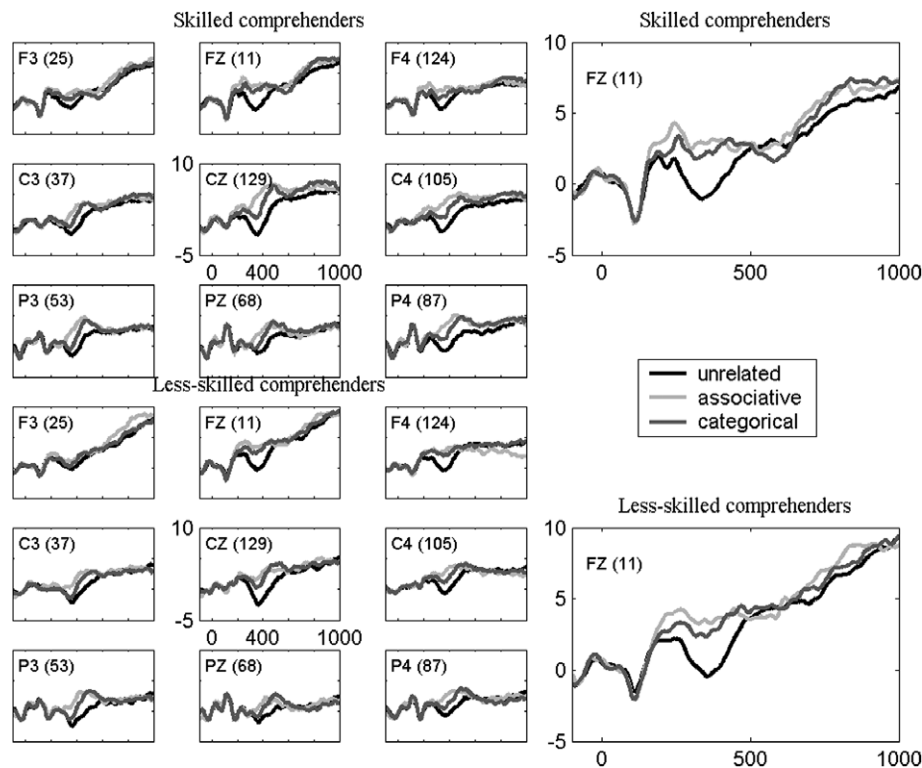 Skilled comprehenders
F3 (25)
FZ (11)
F4 (124)
C3 (37)
10
CZ (129)
C4 (105)
-5
0 400 1000
P3 (53)
PZ (68)
P4 (87)
Less-skilled comprehenders
F3 (25)
FZ (11)
F4 (124)
C3 (37)
10
CZ (129)
C4 (105)
-5
0 400 1000
P3 (53)
PZ (68)
P4 (87)
Skilled comprehenders
10
FZ (11)
5
0
-5
0 500 1000
unrelated
associative
categorical
Less-skilled comprehenders
10
FZ (11)
5
0
-5
0 500 1000